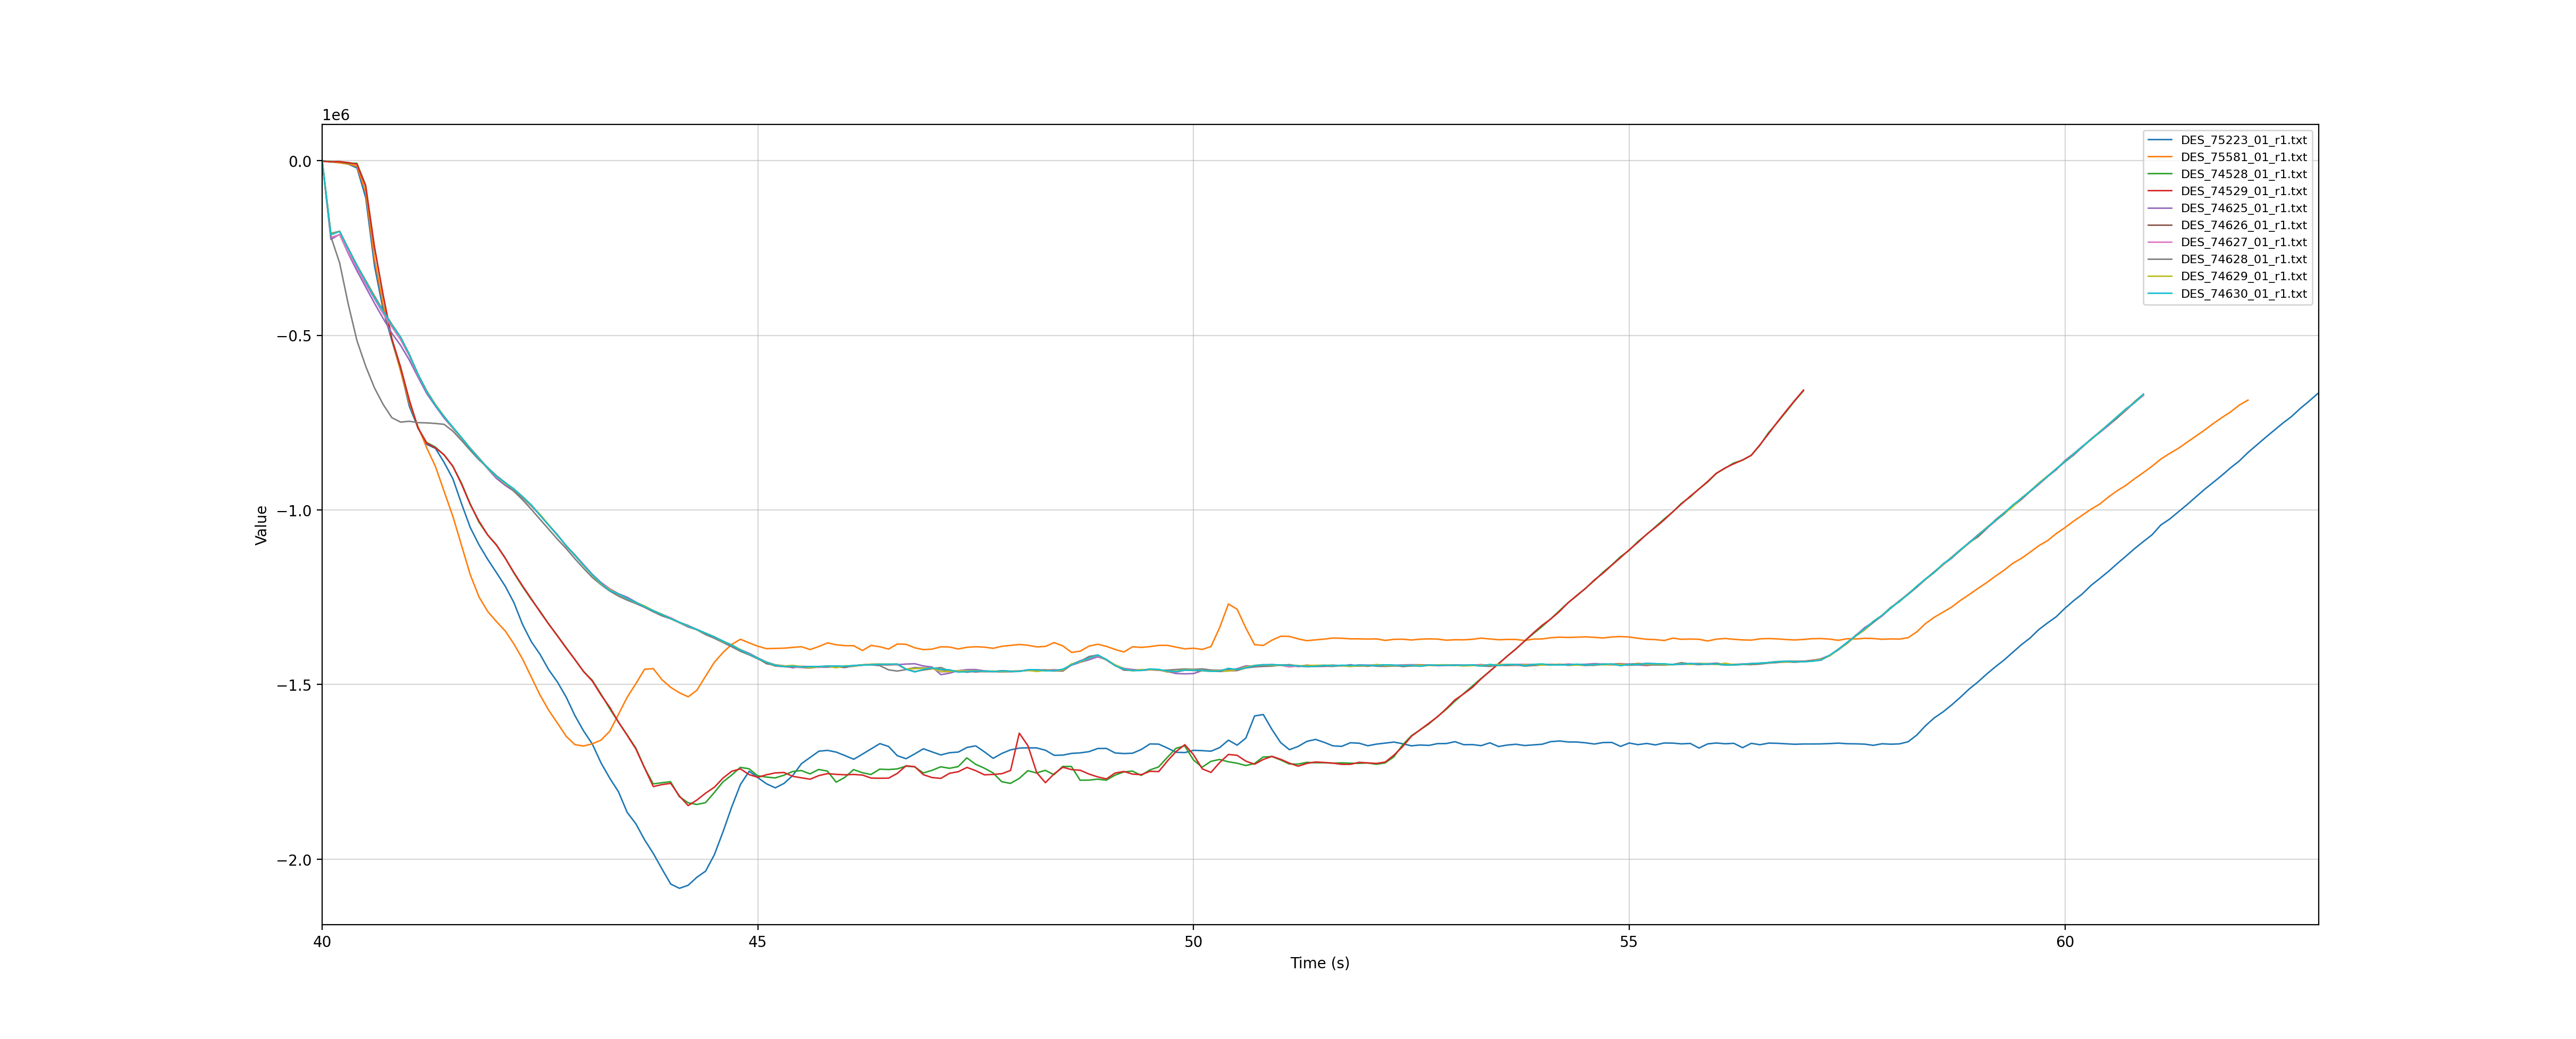 1e6
0.0
−0.5
−1.0
−1.5
−2.0
Value
40
45
50
55
60
Time (s)
DES_75223_01_r1.txt
DES_75581_01_r1.txt
DES_74528_01_r1.txt
DES_74529_01_r1.txt
DES_74625_01_r1.txt
DES_74626_01_r1.txt
DES_74627_01_r1.txt
DES_74628_01_r1.txt
DES_74629_01_r1.txt
DES_74630_01_r1.txt